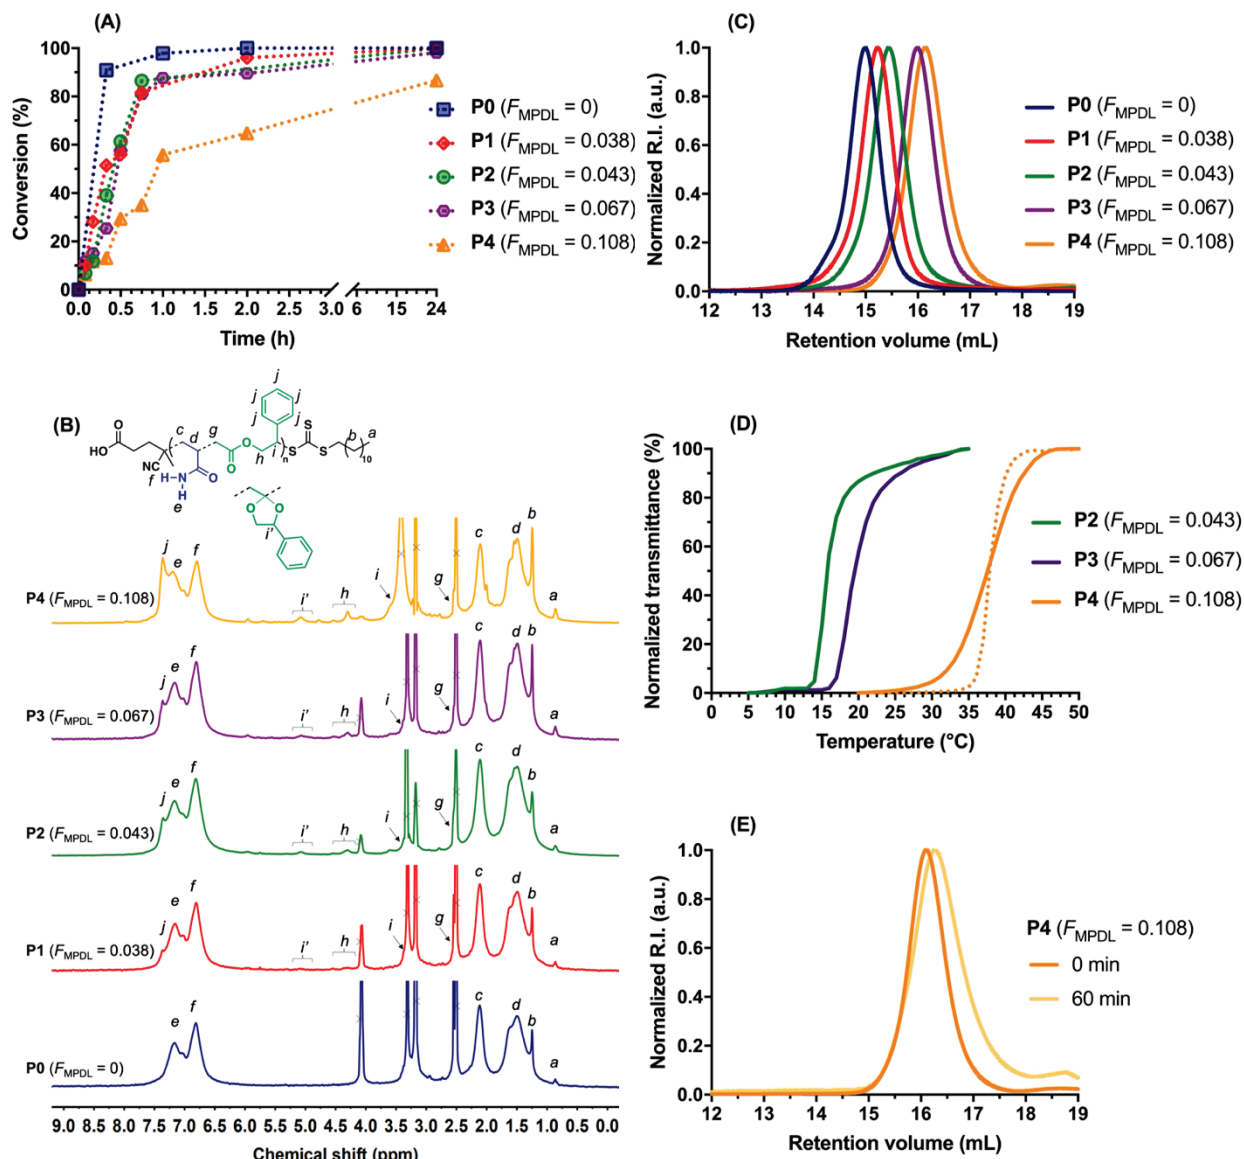 (A)
Conversion (%)
100
80
60
40
20
0
0.0 0.5 1.0 1.5 2.0 2.5 3.0 6 15 24
Time (h)
P0 (FMPDL = 0)
P1 (FMPDL = 0.038)
P2 (FMPDL = 0.043)
P3 (FMPDL = 0.067)
P4 (FMPDL = 0.108)
(C)
Normalized R.I. (a.u.)
1.0
0.8
0.6
0.4
0.2
0.0
12 13 14 15 16 17 18 19
Retention volume (mL)
P0 (FMPDL = 0)
P1 (FMPDL = 0.038)
P2 (FMPDL = 0.043)
P3 (FMPDL = 0.067)
P4 (FMPDL = 0.108)
(B)
j
j j
j j
c d g
O
HO
NC
f
H-N
H
e
O
O
O
h
i
n
S
S
S
b
10
a
O
O
i'
P4 (FMPDL = 0.108)
j e f i' h i g c d b a
P3 (FMPDL = 0.067)
j e f i' h i g c d b a
P2 (FMPDL = 0.043)
j e f i' h i g c d b a
P1 (FMPDL = 0.038)
j e f i' h i g c d b a
P0 (FMPDL = 0)
e f c d b a
9.0 8.5 8.0 7.5 7.0 6.5 6.0 5.5 5.0 4.5 4.0 3.5 3.0 2.5 2.0 1.5 1.0 0.5 0.0
Chemical shift (ppm)
(D)
Normalized transmittance (%)
100
80
60
40
20
0
0 5 10 15 20 25 30 35 40 45 50
Temperature (°C)
P2 (FMPDL = 0.043)
P3 (FMPDL = 0.067)
P4 (FMPDL = 0.108)
(E)
Normalized R.I. (a.u.)
1.0
0.8
0.6
0.4
0.2
0.0
12 13 14 15 16 17 18 19
Retention volume (mL)
P4 (FMPDL = 0.108)
0 min
60 min